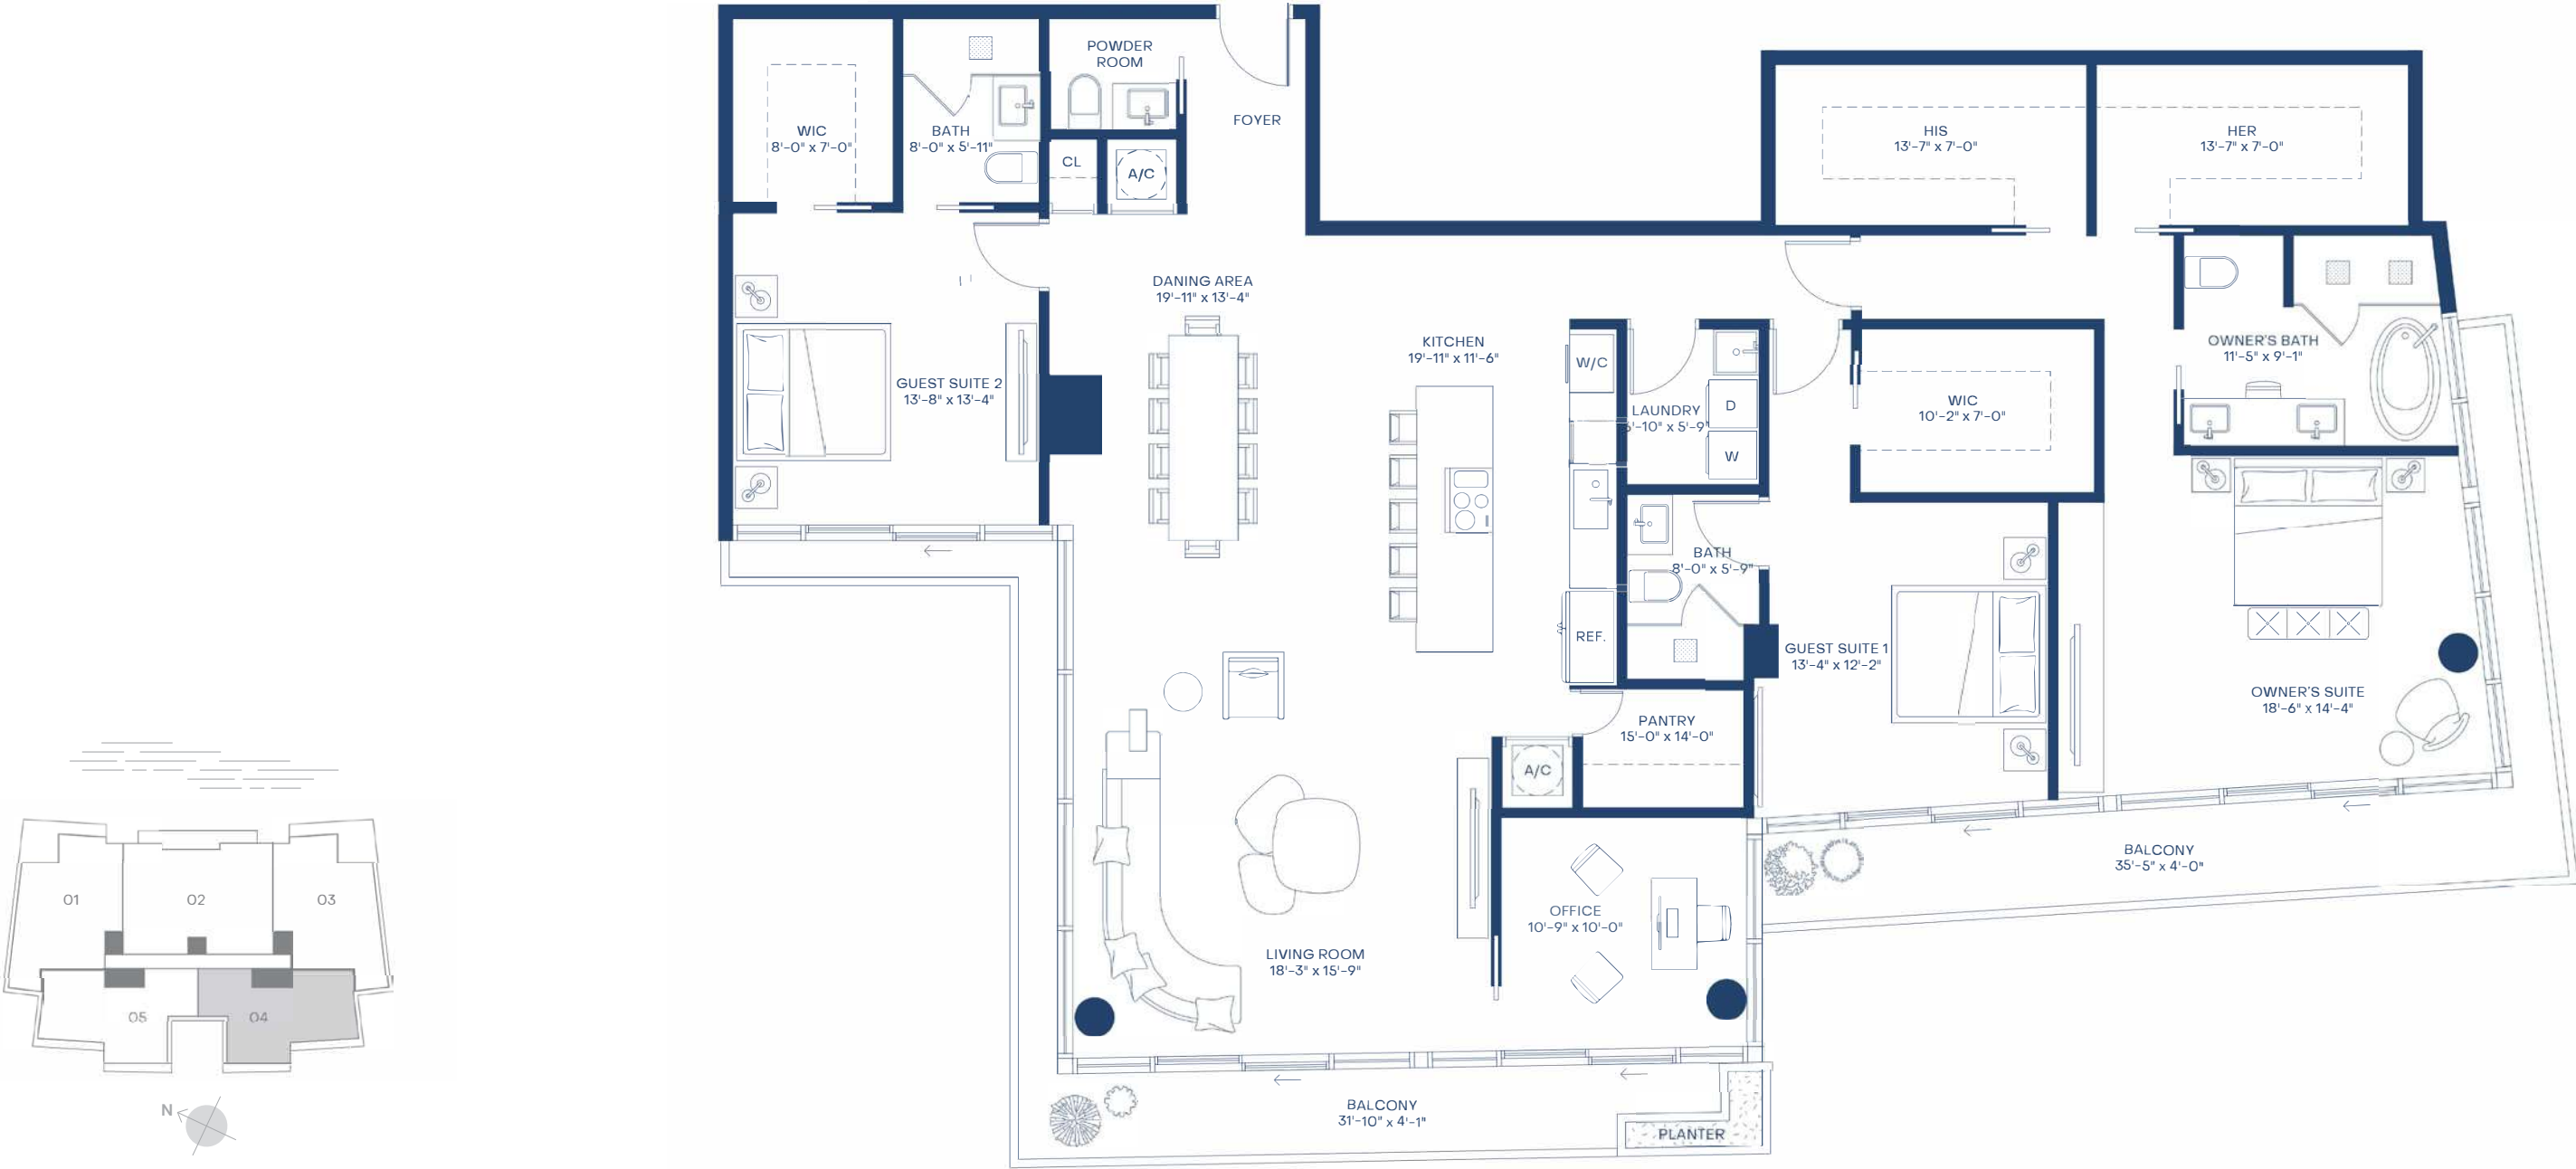 POWDER
ROOM
FOYER
WIC
8'-0" x 7'-0"
BATH
8'-0" x 5'-11"
CL
A/C
HIS
13'-7" x 7'-0"
HER
13'-7" x 7'-0"
DANING AREA
19'-11" x 13'-4"
KITCHEN
19'-11" x 11'-6"
W/C
LAUNDRY
'-10" x 5'-9"
D
W
WIC
10'-2" x 7'-0"
OWNER'S BATH
11'-5" x 9'-1"
GUEST SUITE 2
13'-8" x 13'-4"
BATH
8'-0" x 5'-9"
REF.
GUEST SUITE 1
13'-4" x 12'-2"
OWNER'S SUITE
18'-6" x 14'-4"
PANTRY
15'-0" x 14'-0"
A/C
BALCONY
35'-5" x 4'-0"
OFFICE
10'-9" x 10'-0"
LIVING ROOM
18'-3" x 15'-9"
BALCONY
31'-10" x 4'-1"
PLANTER
01
02
03
05
04
N